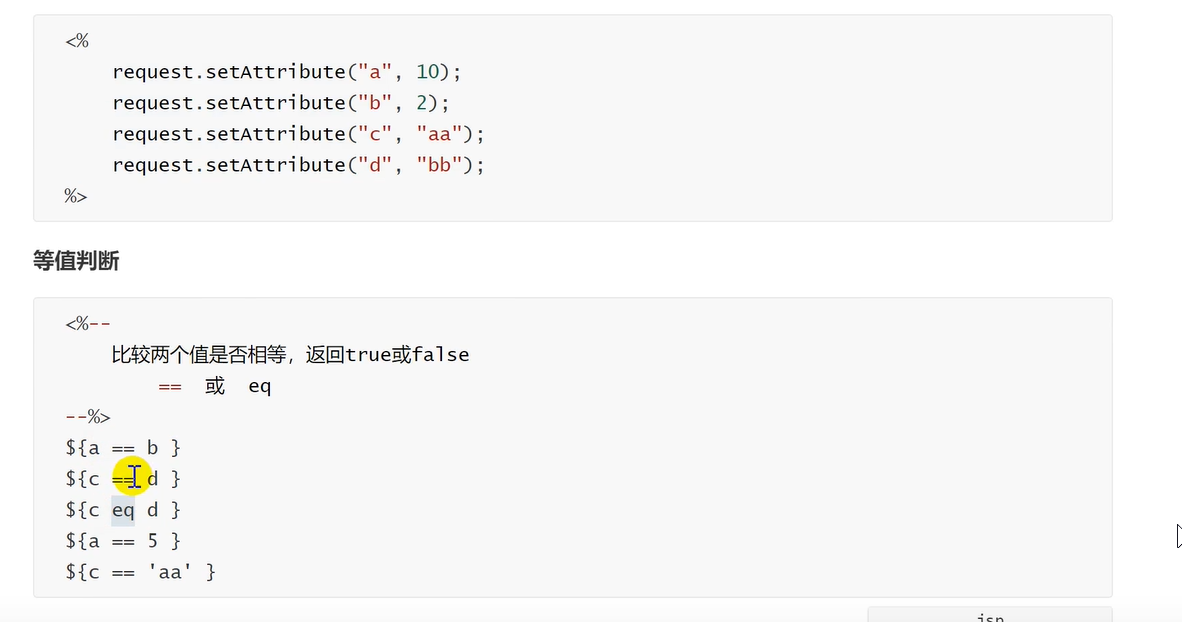 <%
request.setAttribute("a", 10);
request.setAttribute("b", 2);
request.setAttribute("c", "aa");
request.setAttribute("d", "bb");
%>
等值判断
<%--
比较两个值是否相等，返回true或false
== 或 eq
--%>
${a == b }
${c == d }
${c eq d }
${a == 5 }
${c == 'aa' }
jsp